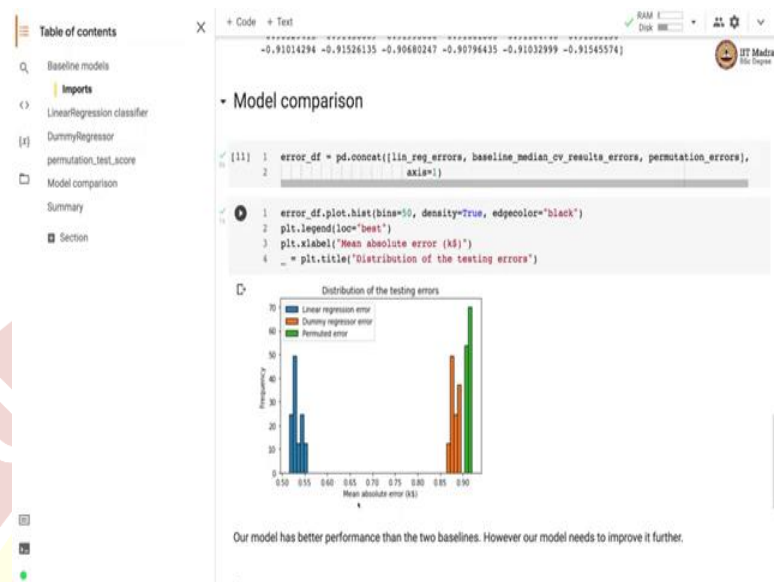 Table of contents
X
+ Code + Text
RAM
Disk
Baseline models
Imports
LinearRegression classifier
DummyRegressor
permutation_test_score
Model comparison
Summary
Section
-0.91014294 -0.91526135 -0.90680247 -0.90796435 -0.91032999 -0.91545574]
IIT Madras
BSc Degree
Model comparison
[11] 1 error_df = pd.concat([lin_reg_errors, baseline_median_cv_results_errors, permutation_errors],
2 axis=1)
1 error_df.plot.hist(bins=50, density=True, edgecolor="black")
2 plt.legend(loc="best")
3 plt.xlabel("Mean absolute error (k$)")
4 _ = plt.title("Distribution of the testing errors")
Distribution of the testing errors
Linear regression error
Dummy regressor error
Permuted error
Frequency
70
60
50
40
30
20
10
0
0.50 0.55 0.60 0.65 0.70 0.75 0.80 0.85 0.90
Mean absolute error (k$)
Our model has better performance than the two baselines. However our model needs to improve it further.